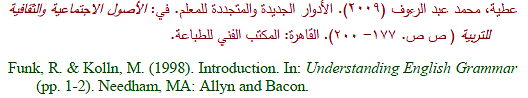 عطية، محمد عبد الرءوف (٢٠٠٩). الأدوار الجديدة والمتجددة للمعلم. في: الأصول الاجتماعية والثقافية
للتربية ( ص ص. ١٧٧– ٢٠٠). القاهرة: المكتب الفني للطباعة.
Funk, R. & Kolln, M. (1998). Introduction. In: Understanding English Grammar
(pp. 1-2). Needham, MA: Allyn and Bacon.